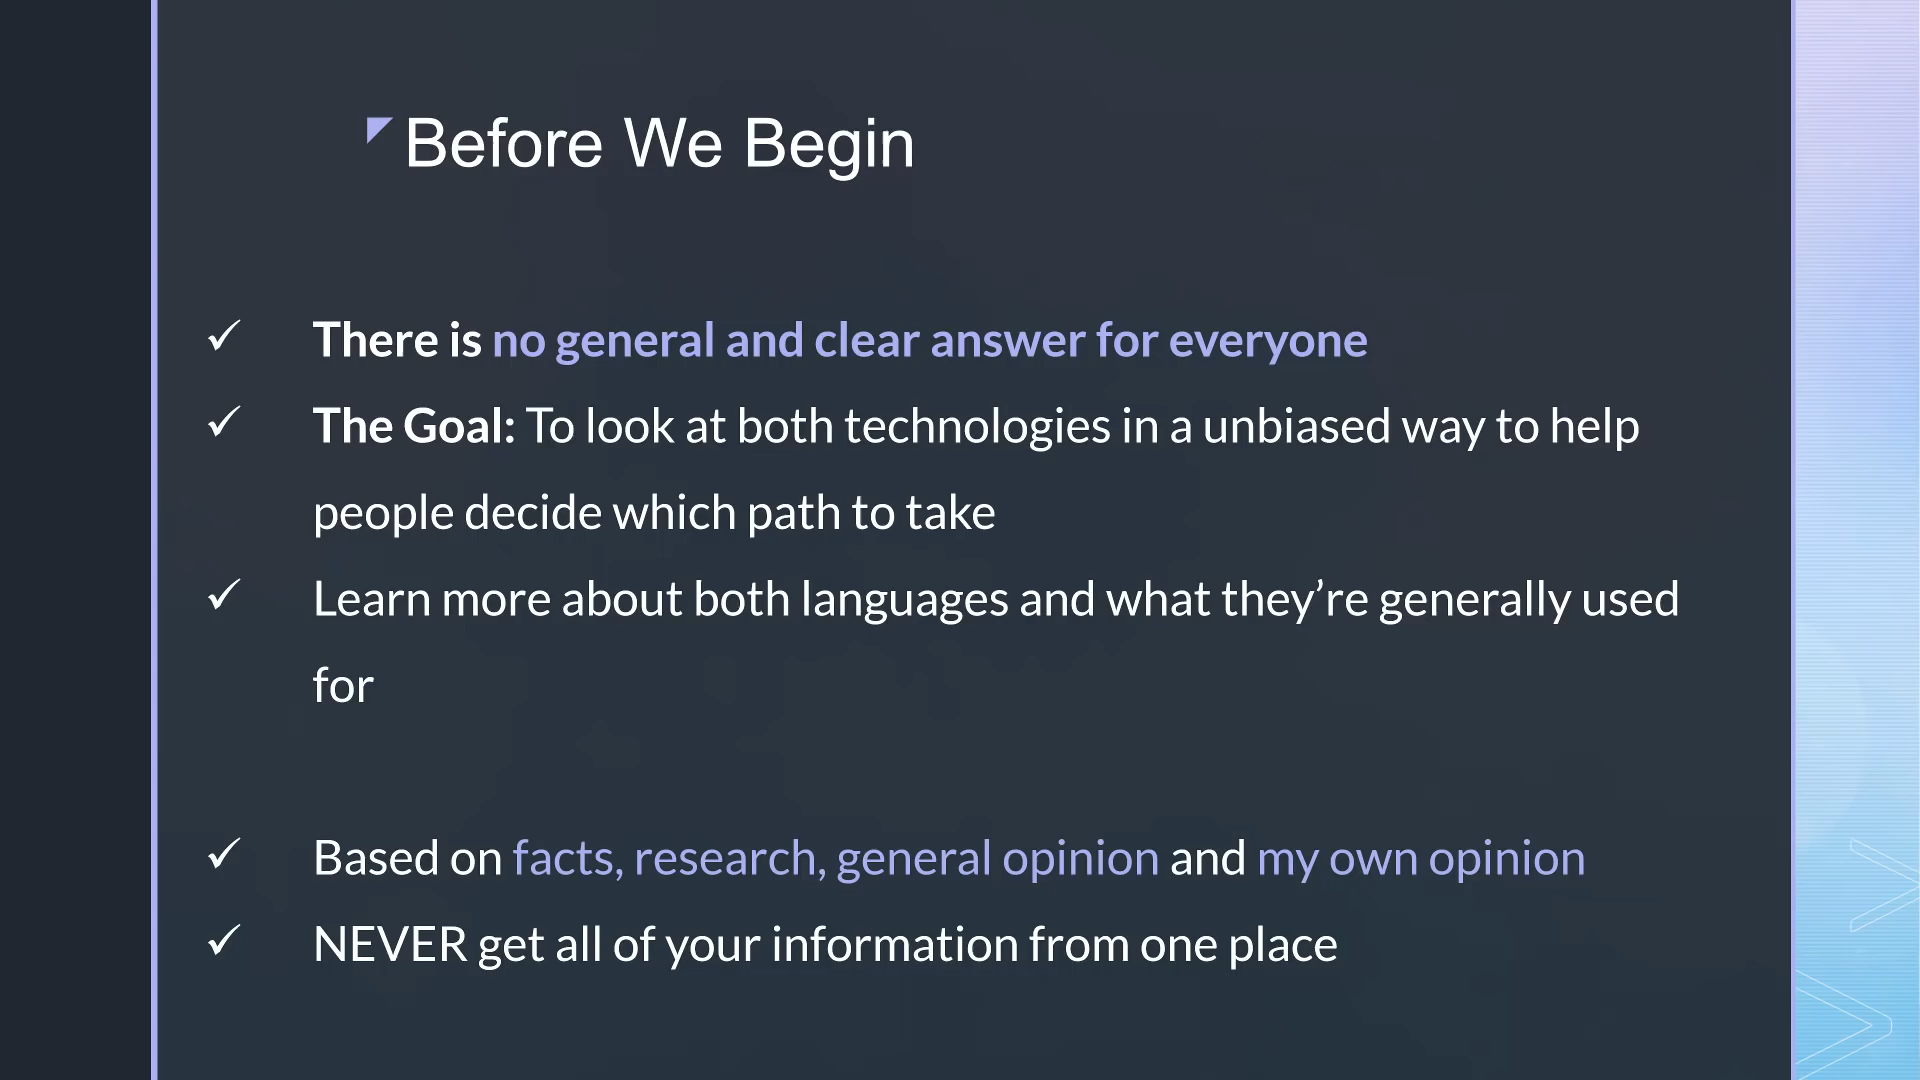 Before We Begin
There is no general and clear answer for everyone
The Goal: To look at both technologies in a unbiased way to help
people decide which path to take
Learn more about both languages and what they’re generally used
for
Based on facts, research, general opinion and my own opinion
NEVER get all of your information from one place